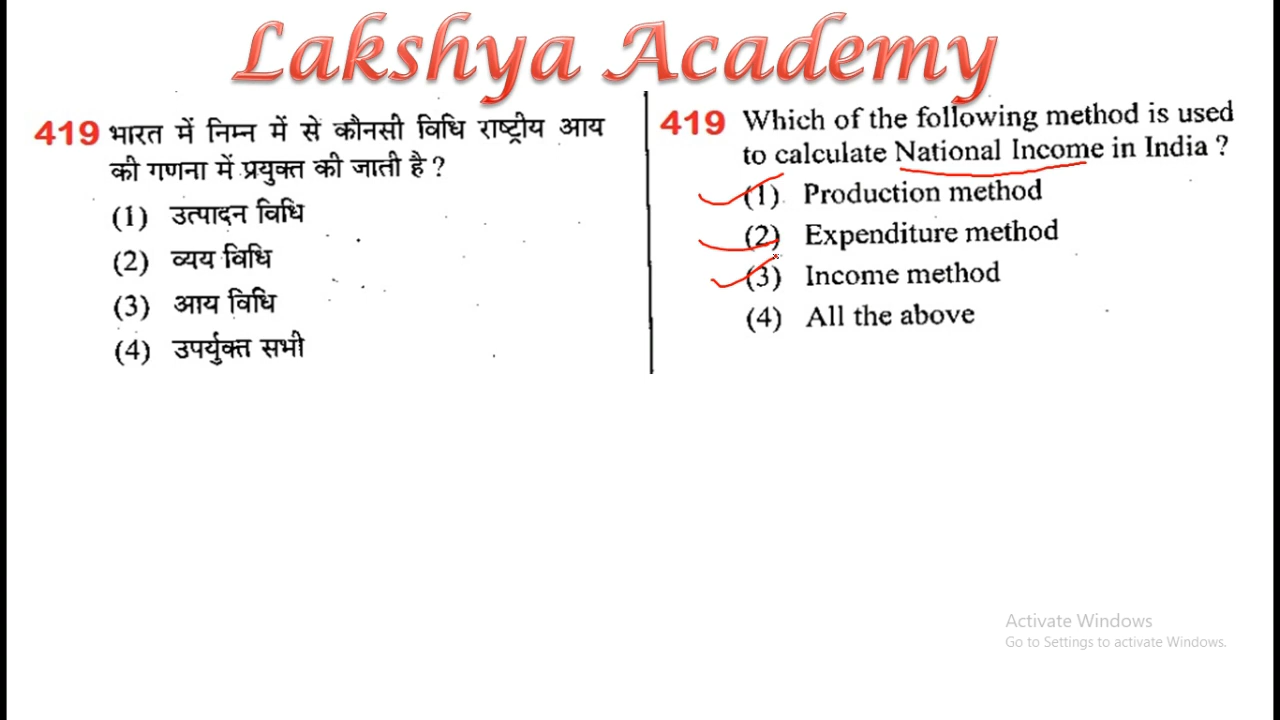 Lakshya Academy
419 भारत में निम्न में से कौनसी विधि राष्ट्रीय आय
की गणना में प्रयुक्त की जाती है ?
(1) उत्पादन विधि
(2) व्यय विधि
(3) आय विधि
(4) उपर्युक्त सभी
419 Which of the following method is used
to calculate National Income in India ?
(1) Production method
(2) Expenditure method
(3) Income method
(4) All the above
Activate Windows
Go to Settings to activate Windows.